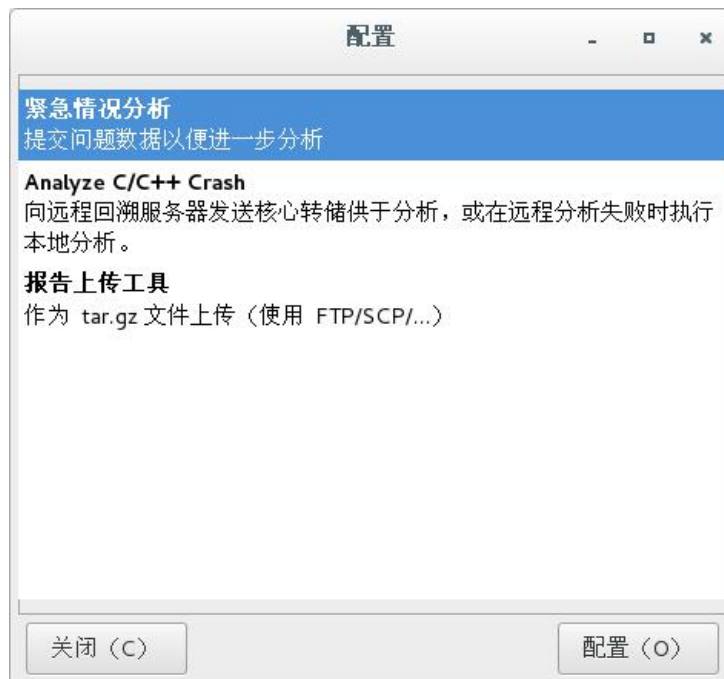 配置
紧急情况分析
提交问题数据以便进一步分析
Analyze C/C++ Crash
向远程回溯服务器发送核心转储供于分析，或在远程分析失败时执行
本地分析。
报告上传工具
作为 tar.gz 文件上传（使用 FTP/SCP/...）
关闭（C）
配置（O）